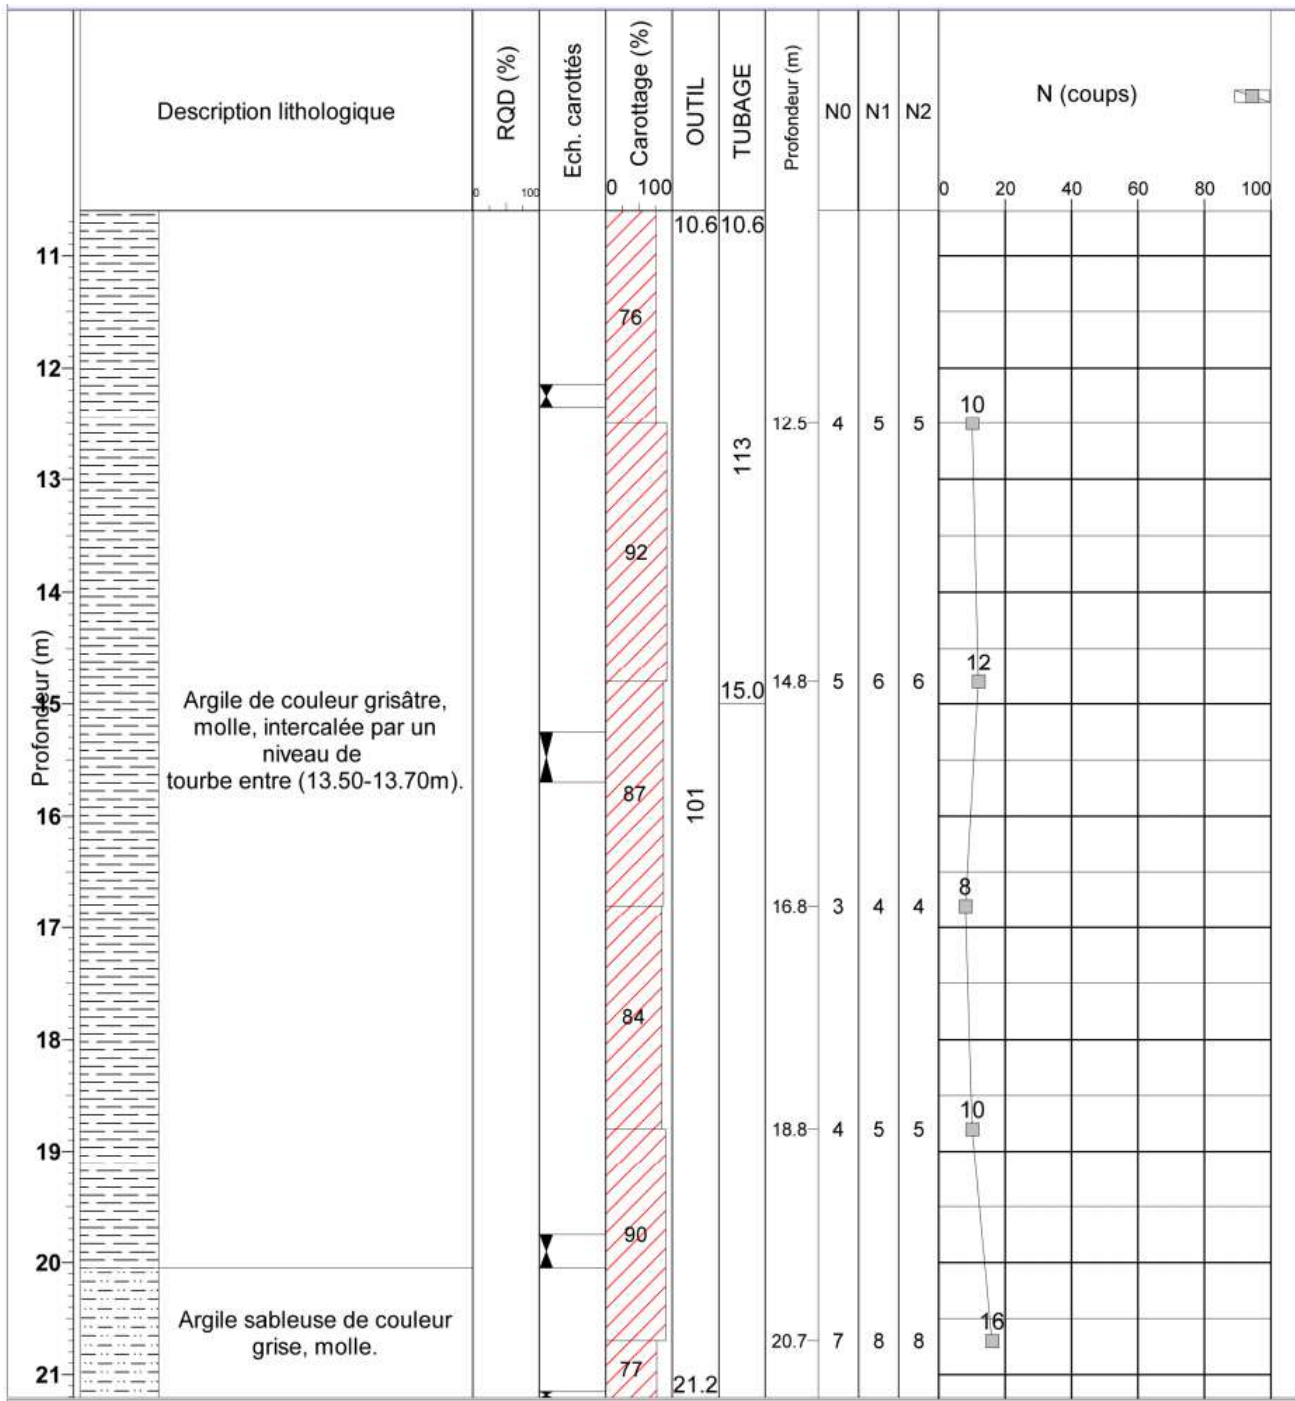 Description lithologique
RQD (%)
0 100
Ech. carottés
Carottage (%)
0 100
OUTIL
TUBAGE
Profondeur (m)
N0
N1
N2
N (coups)
0 20 40 60 80 100
Profondeur (m)
11
12
13
14
15
16
17
18
19
20
21
Argile de couleur grisâtre,
molle, intercalée par un
niveau de
tourbe entre (13.50-13.70m).
Argile sableuse de couleur
grise, molle.
76
92
87
84
90
77
10.6
101
21.2
10.6
113
15.0
12.5 4 5 5 10
14.8 5 6 6 12
16.8 3 4 4 8
18.8 4 5 5 10
20.7 7 8 8 16